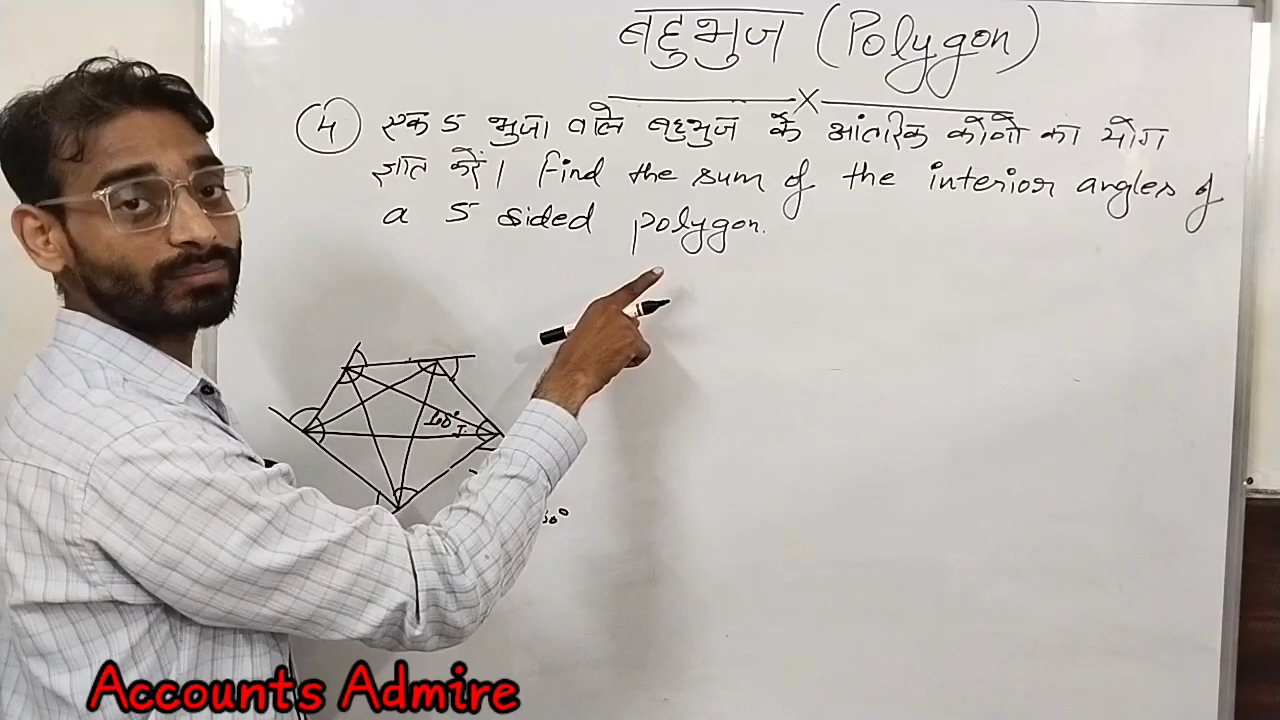 बहुभुज (Polygon)
④ एक 5 भुजा वाले बहुभुज के आंतरिक कोणों का योग
ज्ञात करें। Find the sum of the interior angles of
a 5 sided polygon.
100°
I.
Accounts Admire